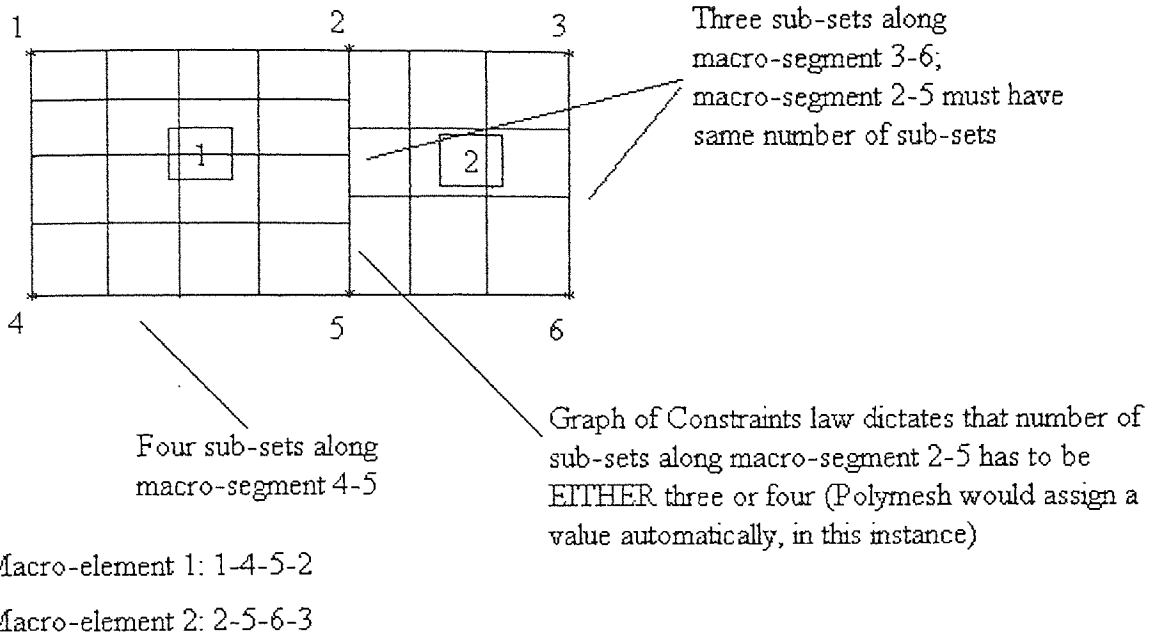 1
2
3
Three sub-sets along
macro-segment 3-6;
macro-segment 2-5 must have
same number of sub-sets
1
2
4
5
6
Four sub-sets along
macro-segment 4-5
Graph of Constraints law dictates that number of
sub-sets along macro-segment 2-5 has to be
EITHER three or four (Polymesh would assign a
value automatically, in this instance)
Macro-element 1: 1-4-5-2
Macro-element 2: 2-5-6-3